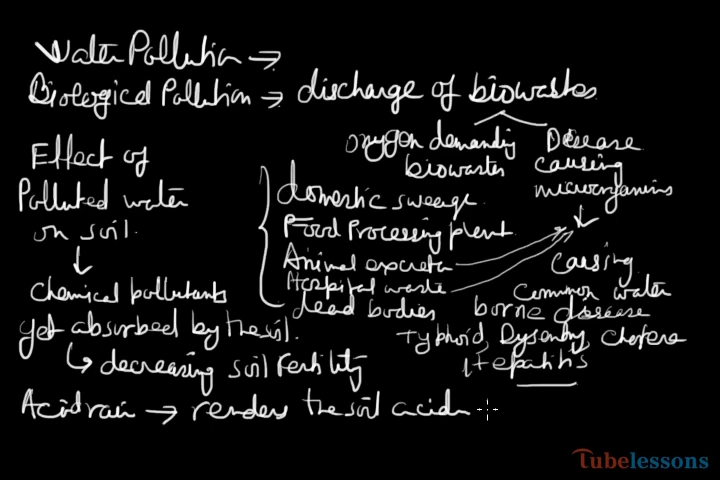 Water Pollution →
Biological Pollution → discharge of biowastes
oxygen demanding biowastes
Disease causing microorganisms
Effect of
Polluted water
on soil.
↓
Chemical pollutants
get absorbed by the soil.
↳ decreasing soil fertility
domestic sweage
Food Processing plant
Animal excreta
Hospital waste
dead bodies
causing
common water
borne disease
Typhoid, Dysentry, cholera
Hepatitis
Acid rain → renders the soil acidic
Tubelessons